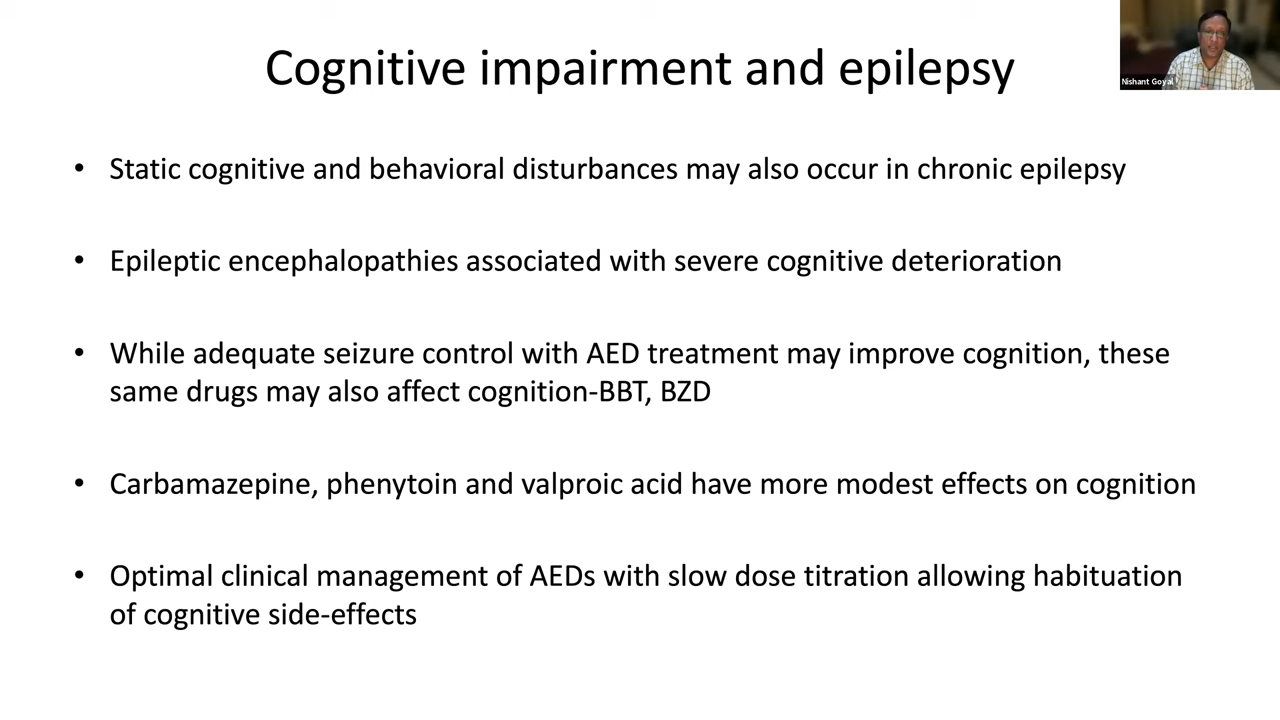 Cognitive impairment and epilepsy
Nishant Goyal
• Static cognitive and behavioral disturbances may also occur in chronic epilepsy
• Epileptic encephalopathies associated with severe cognitive deterioration
• While adequate seizure control with AED treatment may improve cognition, these
same drugs may also affect cognition-BBT, BZD
• Carbamazepine, phenytoin and valproic acid have more modest effects on cognition
• Optimal clinical management of AEDs with slow dose titration allowing habituation
of cognitive side-effects